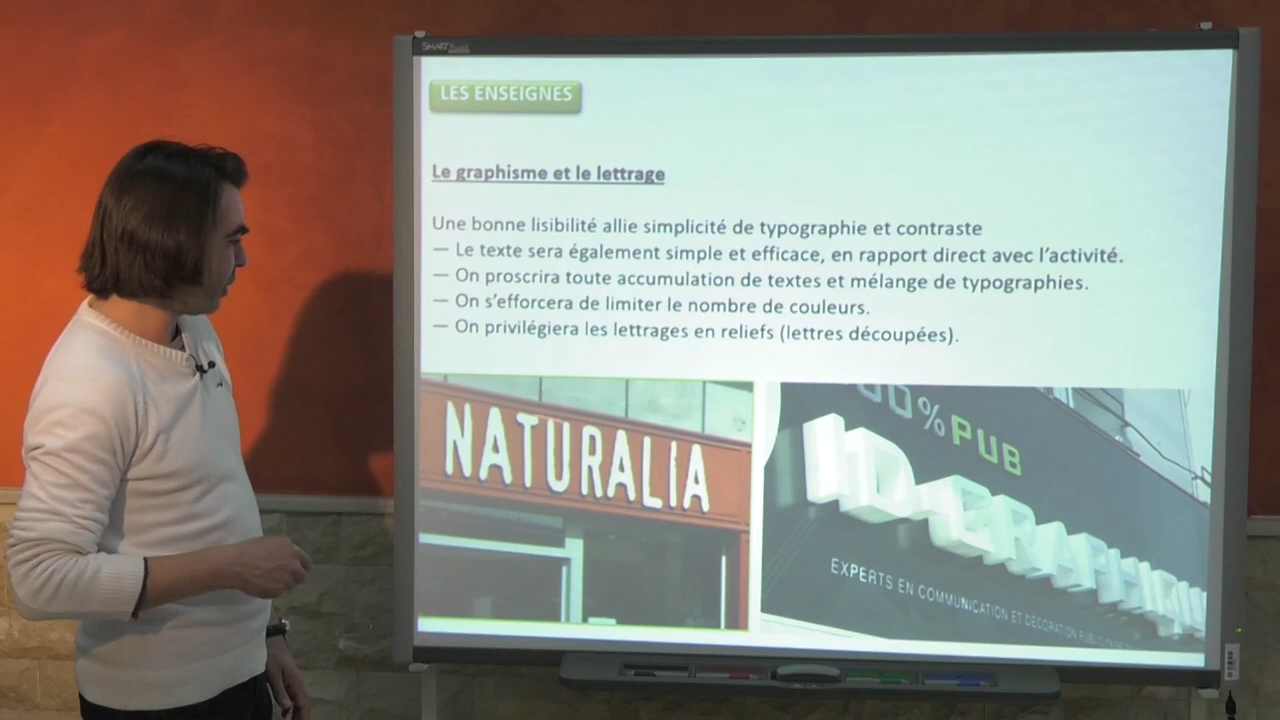 SMART Board
LES ENSEIGNES
Le graphisme et le lettrage
Une bonne lisibilité allie simplicité de typographie et contraste
— Le texte sera également simple et efficace, en rapport direct avec l'activité.
— On proscrira toute accumulation de textes et mélange de typographies.
— On s'efforcera de limiter le nombre de couleurs.
— On privilégiera les lettrages en reliefs (lettres découpées).
NATURALIA
%PUB
EXPERTS EN COMMUNICATION ET DECORATION